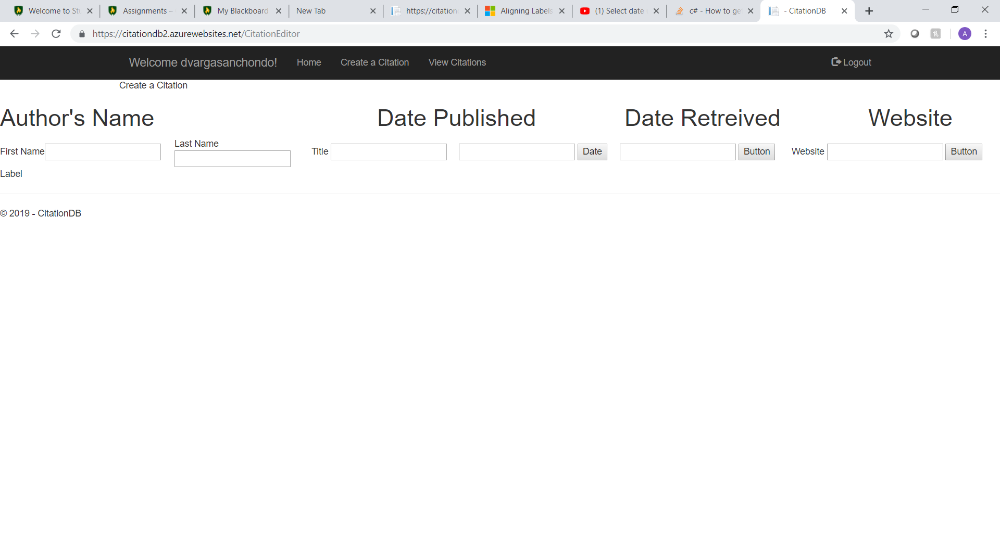 Welcome to Stu Assignments – My Blackboard New Tab https://citation Aligning Labels (1) Select date c# - How to ge - CitationDB
https://citationdb2.azurewebsites.net/CitationEditor A
Welcome dvargasanchondo! Home Create a Citation View Citations Logout
Create a Citation
Author's Name Date Published Date Retreived Website
Last Name
First Name Title Date Button Website Button
Label
© 2019 - CitationDB